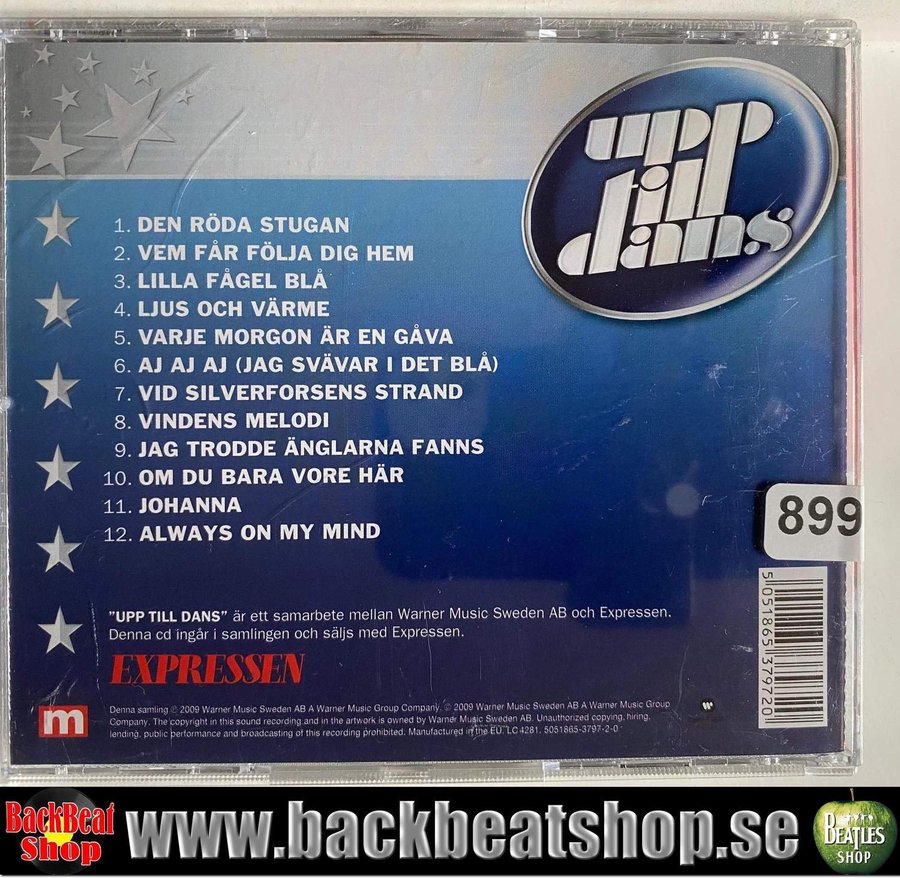 upp
till
dans
1. DEN RÖDA STUGAN
2. VEM FÅR FÖLJA DIG HEM
3. LILLA FÅGEL BLÅ
4. LJUS OCH VÄRME
5. VARJE MORGON ÄR EN GÅVA
6. AJ AJ AJ (JAG SVÄVAR I DET BLÅ)
7. VID SILVERFORSENS STRAND
8. VINDENS MELODI
9. JAG TRODDE ÄNGLARNA FANNS
10. OM DU BARA VORE HÄR
11. JOHANNA
12. ALWAYS ON MY MIND
899
"UPP TILL DANS" är ett samarbete mellan Warner Music Sweden AB och Expressen.
Denna cd ingår i samlingen och säljs med Expressen.
EXPRESSEN
5 051865 379720
m
Denna samling ℗ 2009 Warner Music Sweden AB A Warner Music Group Company. © 2009 Warner Music Sweden AB A Warner Music Group
Company. The copyright in this sound recording and in the artwork is owned by Warner Music Sweden AB. Unauthorized copying, hiring,
lending, public performance and broadcasting of this recording prohibited. Manufactured in the EU. LC 4281. 5051865-3797-2-0
BackBeat
Shop
www.backbeatshop.se
THE
BEATLES
SHOP